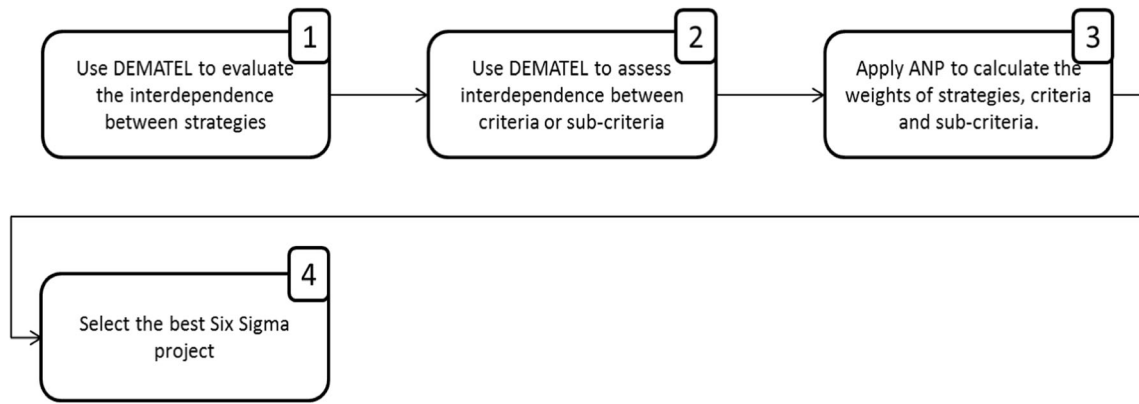 1
Use DEMATEL to evaluate
the interdependence
between strategies
2
Use DEMATEL to assess
interdependence between
criteria or sub-criteria
3
Apply ANP to calculate the
weights of strategies, criteria
and sub-criteria.
4
Select the best Six Sigma
project